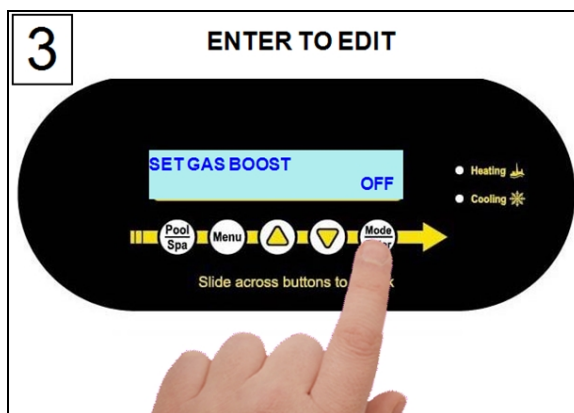 3
ENTER TO EDIT
SET GAS BOOST
OFF
Heating
Cooling
Pool
Spa
Menu
Mode
Slide across buttons to